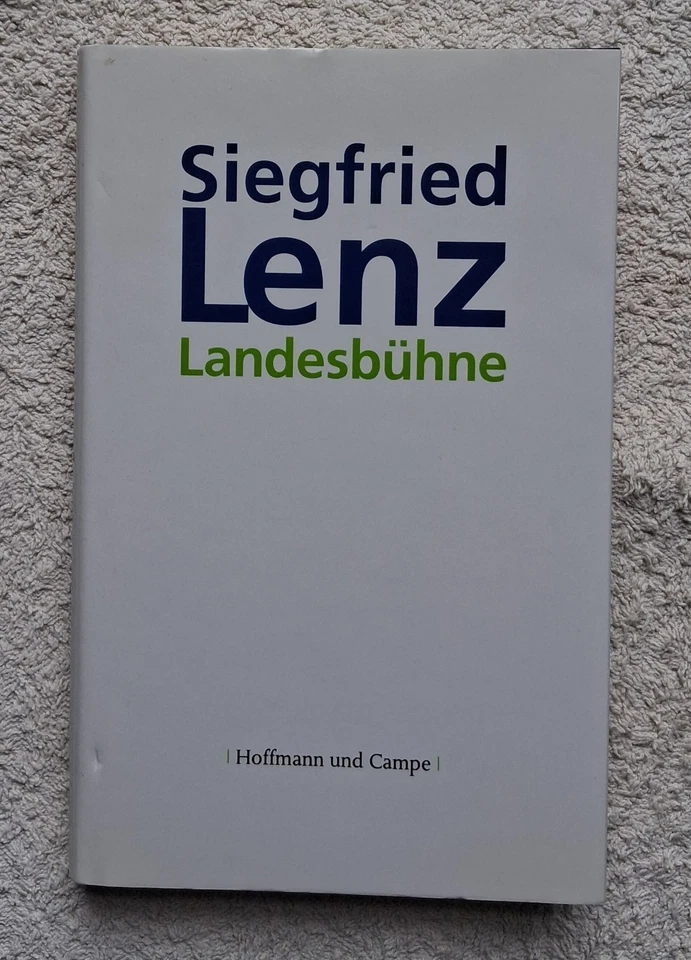 Siegfried
Lenz
Landesbühne
| Hoffmann und Campe |